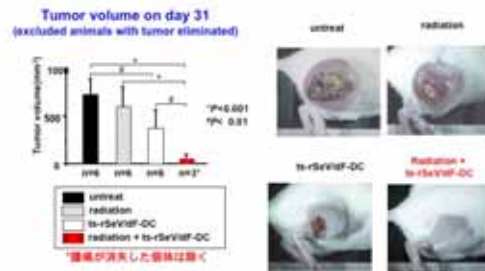 Tumor volume on day 31
(excluded animals with tumor eliminated)
Tumor volume(mm³)
500
0
*P<0.001
P< 0.01
n=6 n=6 n=6 n=3*
untreat
radiation
ts-rSeV/dF-DC
radiation + ts-rSeV/dF-DC
*腫瘍が消失した個体は除く
untreat
radiation
ts-rSeV/dF-DC
Radiation +
ts-rSeV/dF-DC